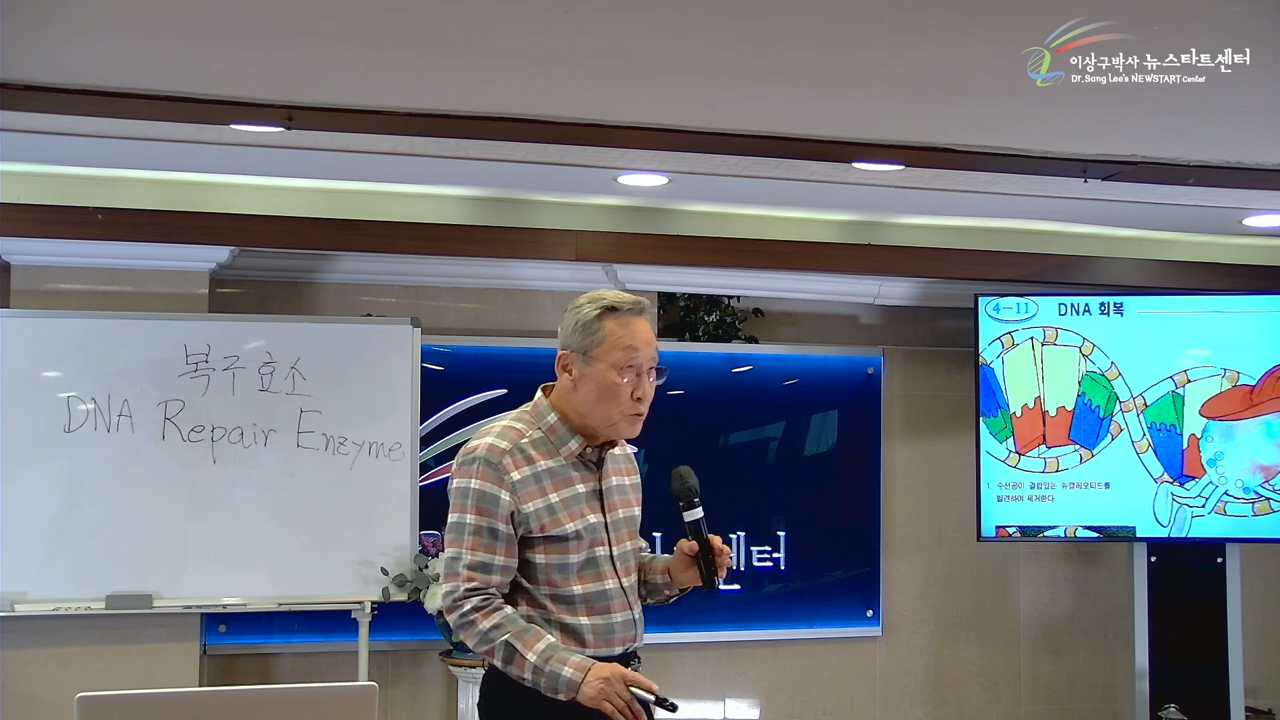 이상구박사 뉴스타트센터
Dr. Sang Lee's NEWSTART Center
복구효소
DNA Repair Enzyme
센터
4-11 DNA 회복
1. 수선공이 결함있는 뉴클레오티드를
발견하여 제거한다